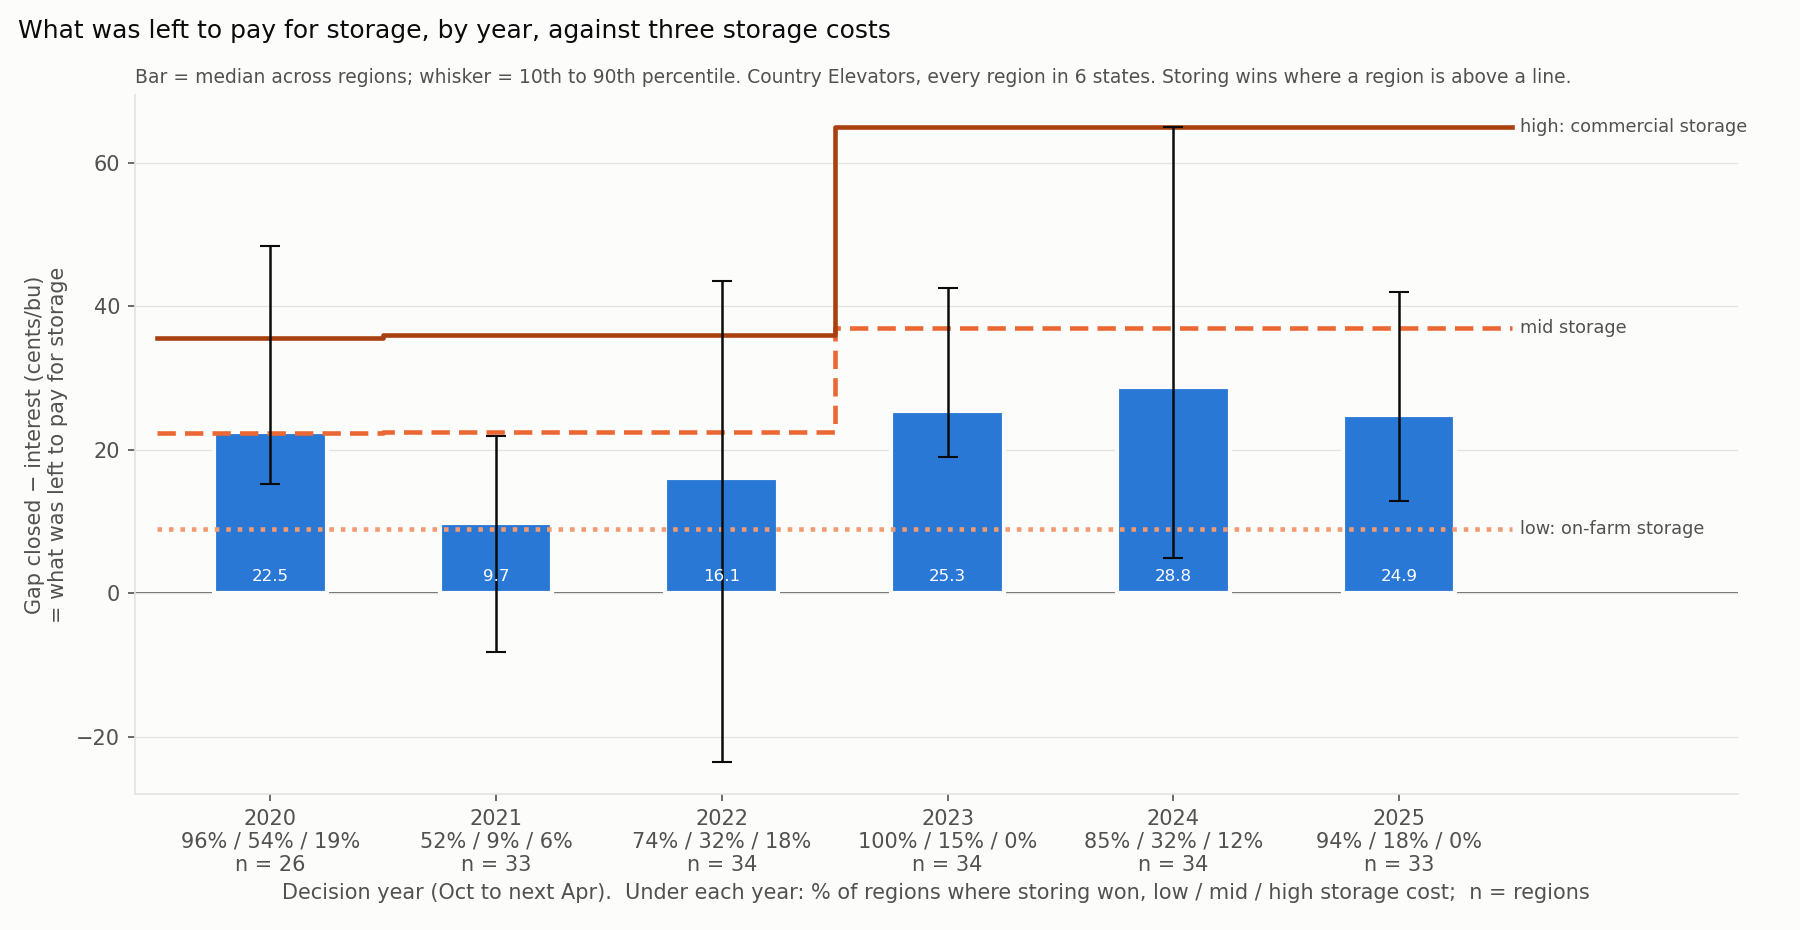 What was left to pay for storage, by year, against three storage costs
Bar = median across regions; whisker = 10th to 90th percentile. Country Elevators, every region in 6 states. Storing wins where a region is above a line.
Gap closed − interest (cents/bu)
= what was left to pay for storage
60
40
20
0
−20
high: commercial storage
mid storage
low: on-farm storage
22.5
9.7
16.1
25.3
28.8
24.9
2020
96% / 54% / 19%
n = 26
2021
52% / 9% / 6%
n = 33
2022
74% / 32% / 18%
n = 34
2023
100% / 15% / 0%
n = 34
2024
85% / 32% / 12%
n = 34
2025
94% / 18% / 0%
n = 33
Decision year (Oct to next Apr).  Under each year: % of regions where storing won, low / mid / high storage cost;  n = regions